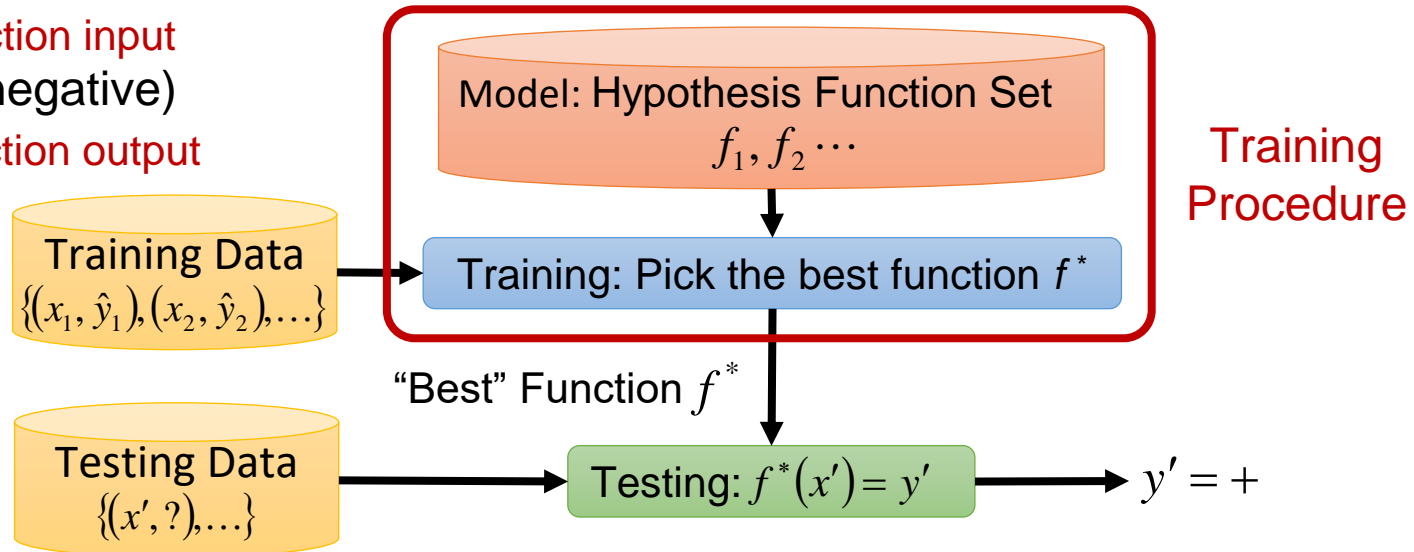 ction input
negative)
ction output
Model: Hypothesis Function Set
f₁, f₂ ⋯
Training
Procedure
Training Data
{(x₁, ŷ₁), (x₂, ŷ₂), …}
Training: Pick the best function f*
“Best” Function f*
Testing Data
{(x′, ?), …}
Testing: f*(x′) = y′
y′ = +